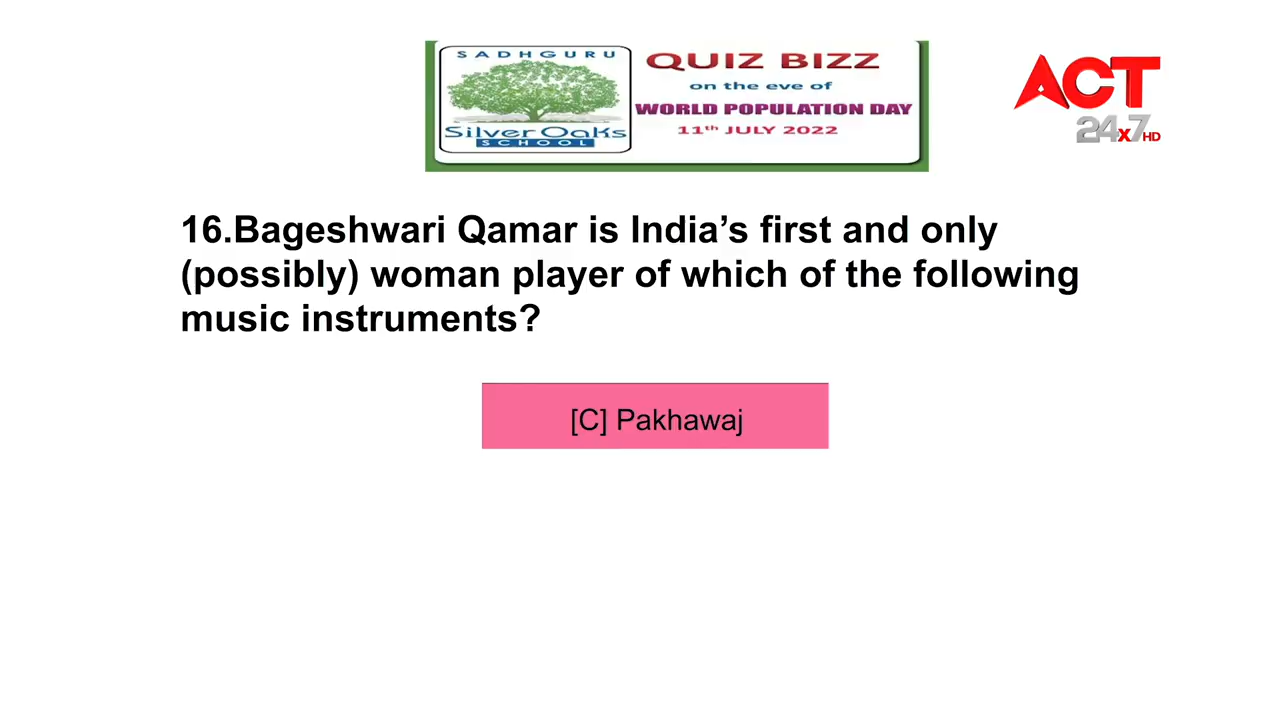 SADHGURU
Silver Oaks
SCHOOL
QUIZ BIZZ
on the eve of
WORLD POPULATION DAY
11th JULY 2022
ACT
24x7 HD
16.Bageshwari Qamar is India’s first and only
(possibly) woman player of which of the following
music instruments?
[C] Pakhawaj